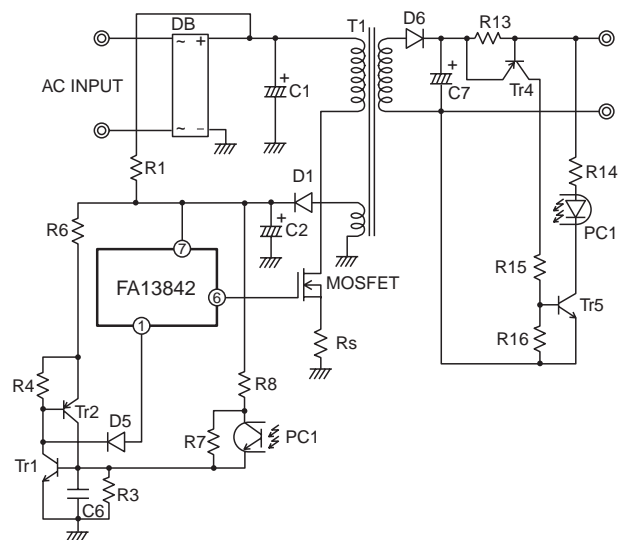 DB
T1
D6
R13
~
+
~
−
AC INPUT
+
C1
+
C7
Tr4
R1
R14
D1
R6
+
C2
PC1
7
FA13842
6
MOSFET
R15
Tr5
1
Rs
R16
R4
Tr2
D5
R8
R7
PC1
Tr1
R3
C6